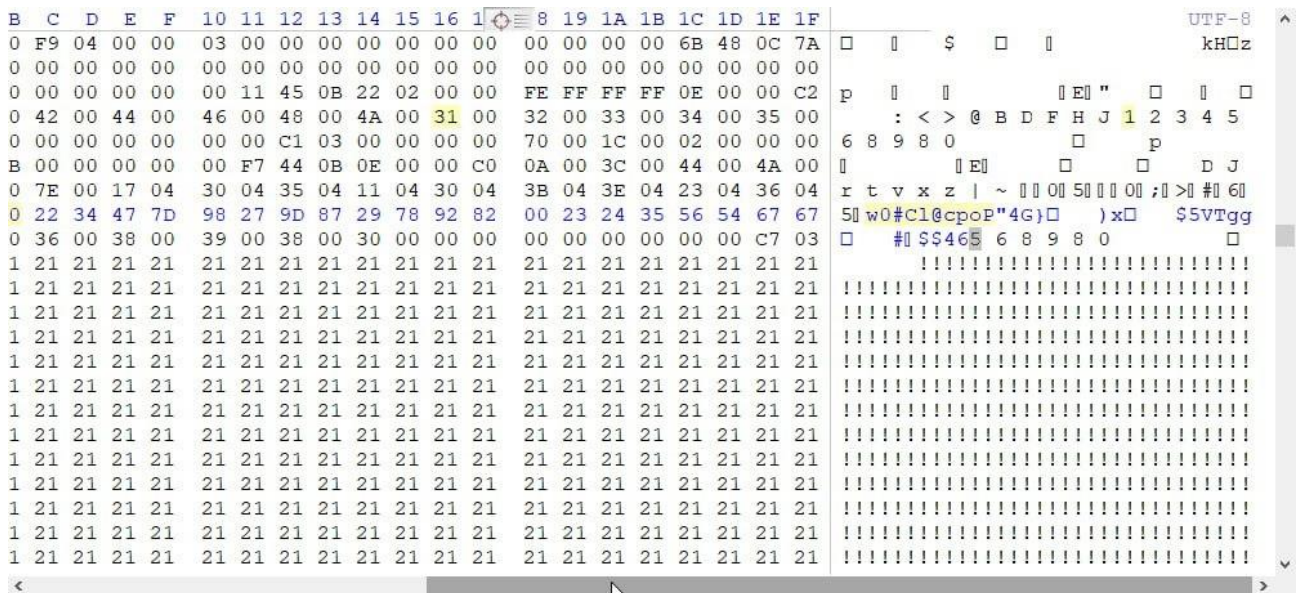 B C D E F 10 11 12 13 14 15 16 1 8 19 1A 1B 1C 1D 1E 1F UTF-8
0 F9 04 00 00 03 00 00 00 00 00 00 00 00 00 00 00 6B 48 0C 7A $ kH z
0 00 00 00 00 00 00 00 00 00 00 00 00 00 00 00 00 00 00 00 00
0 00 00 00 00 00 11 45 0B 22 02 00 00 FE FF FF FF 0E 00 00 C2 p E "
0 42 00 44 00 46 00 48 00 4A 00 31 00 32 00 33 00 34 00 35 00 : < > @ B D F H J 1 2 3 4 5
0 00 00 00 00 00 00 C1 03 00 00 00 00 70 00 1C 00 02 00 00 00 6 8 9 8 0 p
B 00 00 00 00 00 F7 44 0B 0E 00 00 C0 0A 00 3C 00 44 00 4A 00 E D J
0 7E 00 17 04 30 04 35 04 11 04 30 04 3B 04 3E 04 23 04 36 04 r t v x z | ~ 0 5 0 ; > # 6
0 22 34 47 7D 98 27 9D 87 29 78 92 82 00 23 24 35 56 54 67 67 5 w0#Cl@cpoP"4G} )x $5VTgg
0 36 00 38 00 39 00 38 00 30 00 00 00 00 00 00 00 00 00 C7 03 # $$465 6 8 9 8 0
1 21 21 21 21 21 21 21 21 21 21 21 21 21 21 21 21 21 21 21 21 !!!!!!!!!!!!!!!!!!!!!!!!!!
1 21 21 21 21 21 21 21 21 21 21 21 21 21 21 21 21 21 21 21 21 !!!!!!!!!!!!!!!!!!!!!!!!!!!!!!!!
1 21 21 21 21 21 21 21 21 21 21 21 21 21 21 21 21 21 21 21 21 !!!!!!!!!!!!!!!!!!!!!!!!!!!!!!!!
1 21 21 21 21 21 21 21 21 21 21 21 21 21 21 21 21 21 21 21 21 !!!!!!!!!!!!!!!!!!!!!!!!!!!!!!!!
1 21 21 21 21 21 21 21 21 21 21 21 21 21 21 21 21 21 21 21 21 !!!!!!!!!!!!!!!!!!!!!!!!!!!!!!!!
1 21 21 21 21 21 21 21 21 21 21 21 21 21 21 21 21 21 21 21 21 !!!!!!!!!!!!!!!!!!!!!!!!!!!!!!!!
1 21 21 21 21 21 21 21 21 21 21 21 21 21 21 21 21 21 21 21 21 !!!!!!!!!!!!!!!!!!!!!!!!!!!!!!!!
1 21 21 21 21 21 21 21 21 21 21 21 21 21 21 21 21 21 21 21 21 !!!!!!!!!!!!!!!!!!!!!!!!!!!!!!!!
1 21 21 21 21 21 21 21 21 21 21 21 21 21 21 21 21 21 21 21 21 !!!!!!!!!!!!!!!!!!!!!!!!!!!!!!!!
1 21 21 21 21 21 21 21 21 21 21 21 21 21 21 21 21 21 21 21 21 !!!!!!!!!!!!!!!!!!!!!!!!!!!!!!!!
1 21 21 21 21 21 21 21 21 21 21 21 21 21 21 21 21 21 21 21 21 !!!!!!!!!!!!!!!!!!!!!!!!!!!!!!!!
1 21 21 21 21 21 21 21 21 21 21 21 21 21 21 21 21 21 21 21 21 !!!!!!!!!!!!!!!!!!!!!!!!!!!!!!!!
1 21 21 21 21 21 21 21 21 21 21 21 21 21 21 21 21 21 21 21 21 !!!!!!!!!!!!!!!!!!!!!!!!!!!!!!!!